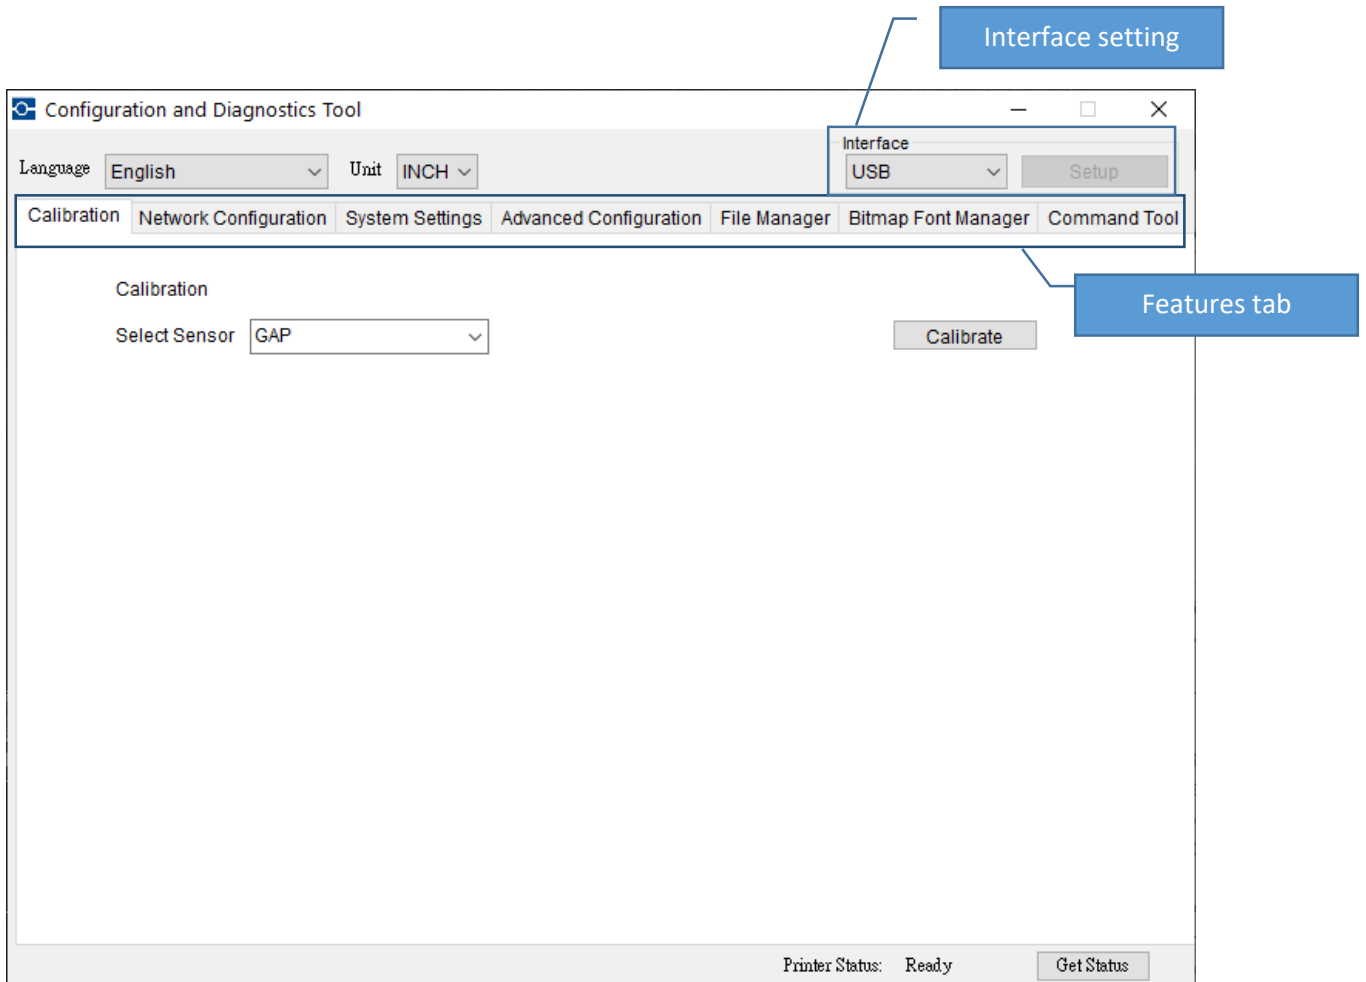 Interface setting
Configuration and Diagnostics Tool
Interface
Language English Unit INCH USB Setup
Calibration Network Configuration System Settings Advanced Configuration File Manager Bitmap Font Manager Command Tool
Features tab
Calibration
Select Sensor GAP Calibrate
Printer Status: Ready Get Status